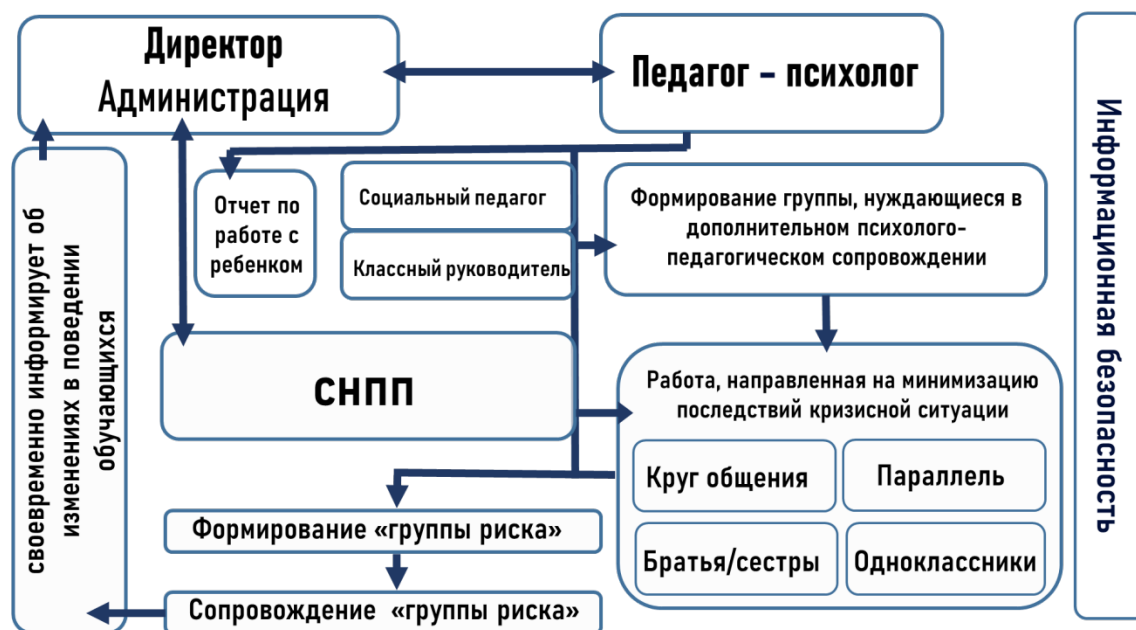 Директор
Администрация
Педагог – психолог
Информационная безопасность
своевременно информирует об
изменениях в поведении
обучающихся
Отчет по
работе с
ребенком
Социальный педагог
Классный руководитель
Формирование группы, нуждающиеся в
дополнительном психолого-
педагогическом сопровождении
СНПП
Работа, направленная на минимизацию
последствий кризисной ситуации
Круг общения
Параллель
Братья/сестры
Одноклассники
Формирование «группы риска»
Сопровождение «группы риска»